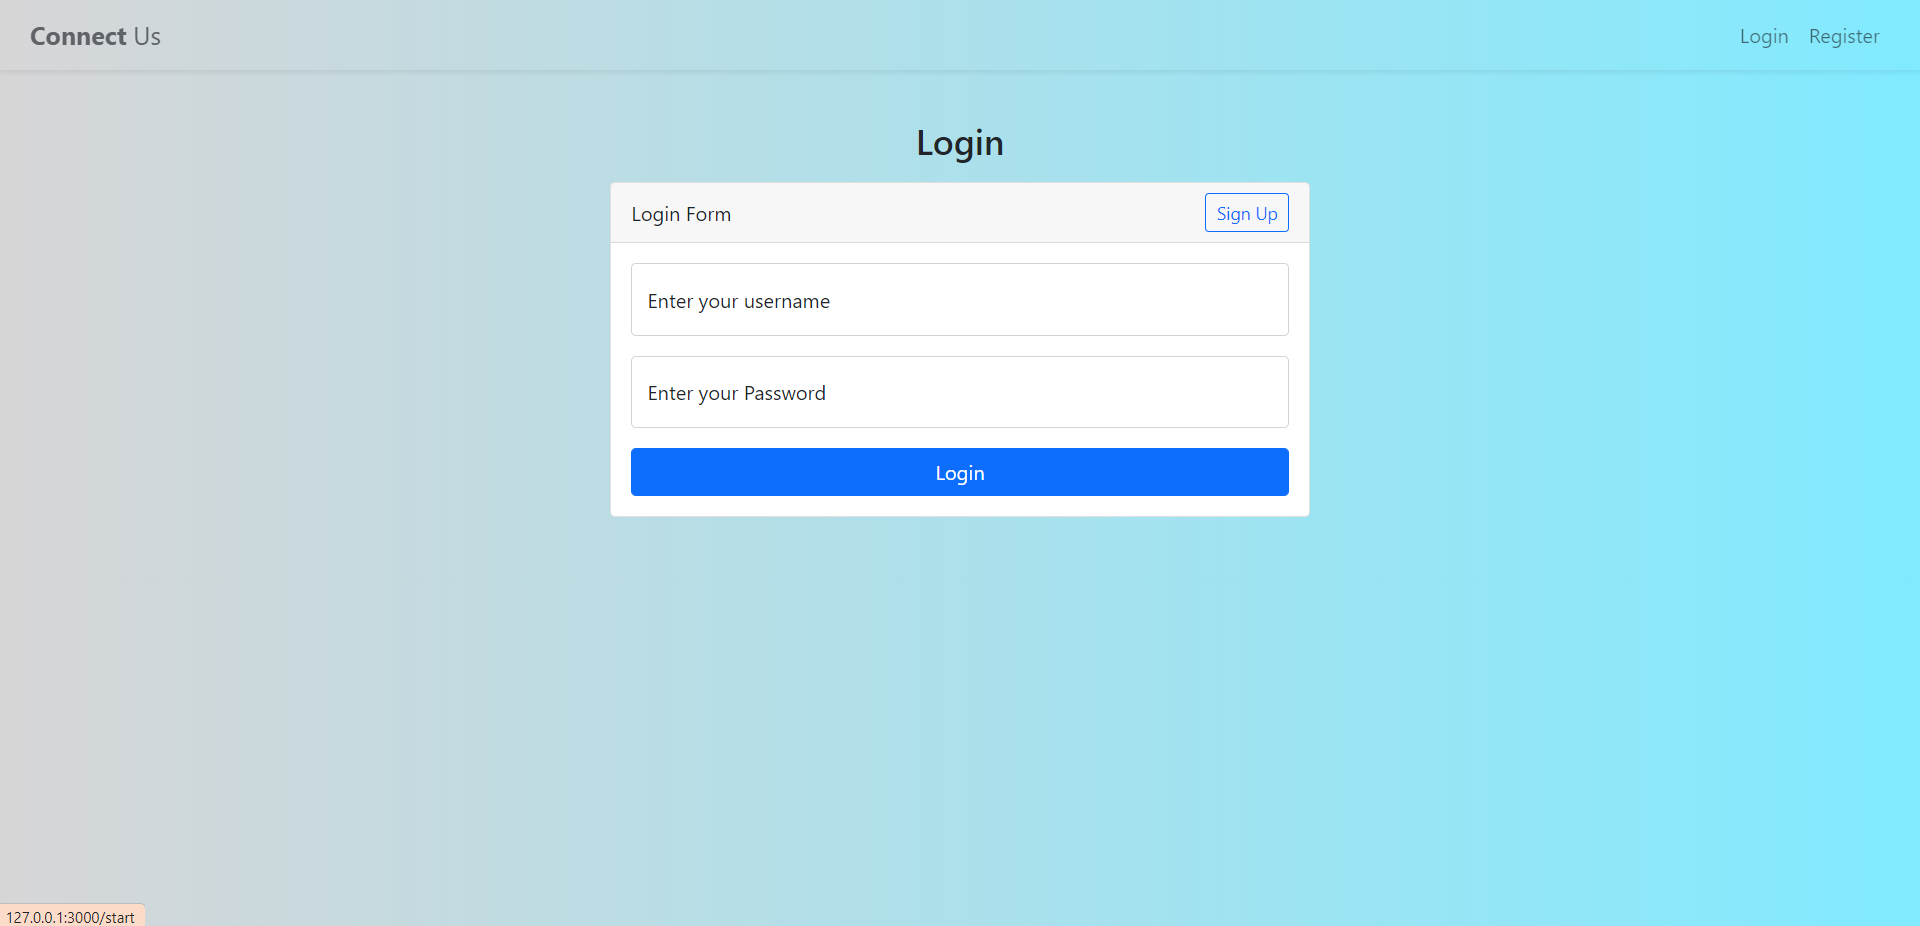 Connect Us
Login Register
Login
Login Form
Sign Up
Enter your username
Enter your Password
Login
127.0.0.1:3000/start